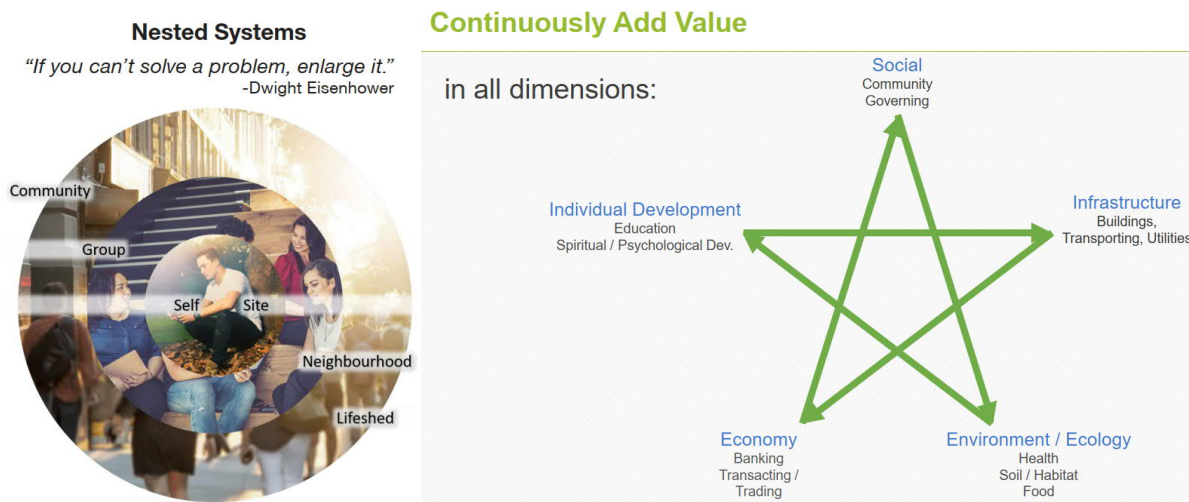 Nested Systems
“If you can’t solve a problem, enlarge it.”
-Dwight Eisenhower
Community
Group
Self
Site
Neighbourhood
Lifeshed
Continuously Add Value
in all dimensions:
Social
Community
Governing
Individual Development
Education
Spiritual / Psychological Dev.
Infrastructure
Buildings,
Transporting, Utilities
Economy
Banking
Transacting /
Trading
Environment / Ecology
Health
Soil / Habitat
Food